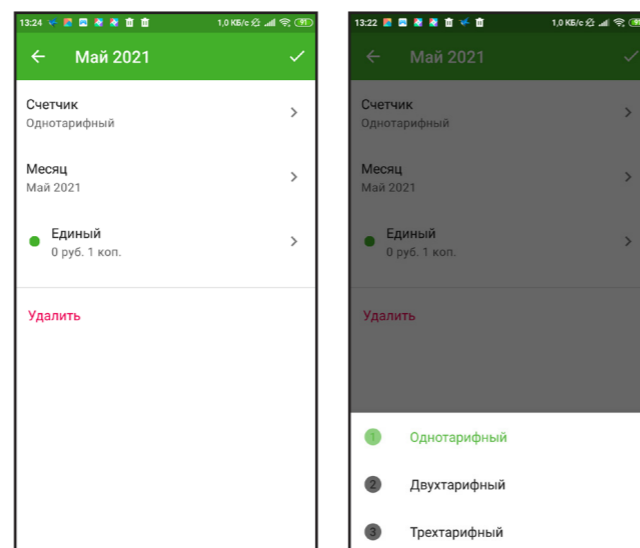 13:24 1,0 КБ/с 91
Май 2021
Счетчик
Однотарифный
Месяц
Май 2021
Единый
0 руб. 1 коп.
Удалить
13:22 1,0 КБ/с
Май 2021
Счетчик
Однотарифный
Месяц
Май 2021
Единый
0 руб. 1 коп.
Удалить
1 Однотарифный
2 Двухтарифный
3 Трехтарифный